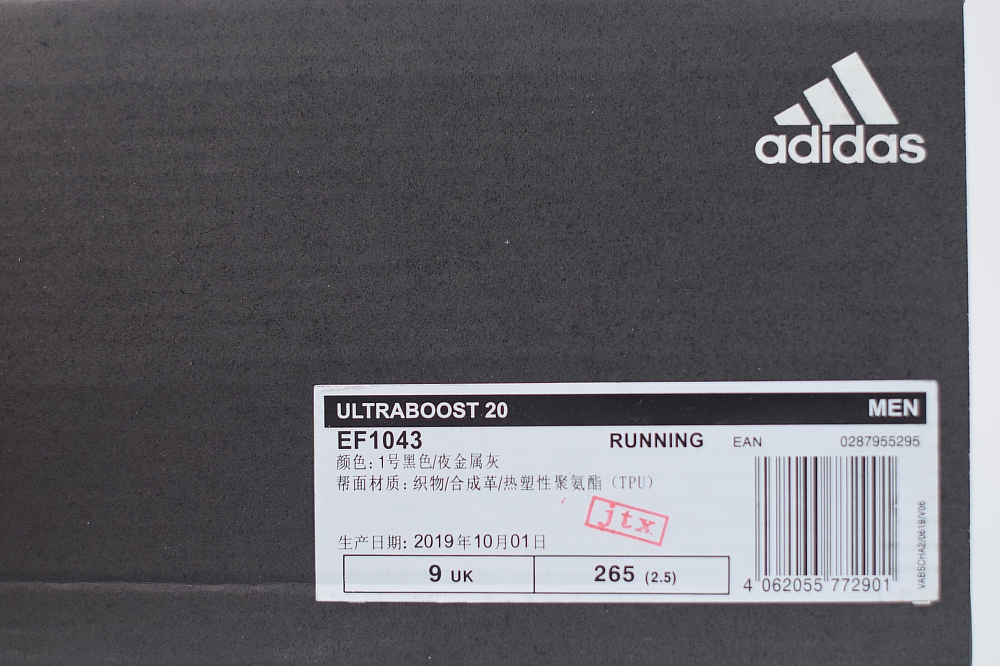 adidas
ULTRABOOST 20 MEN
EF1043 RUNNING EAN 0287955295
颜色: 1号黑色/夜金属灰
帮面材质: 织物/合成革/热塑性聚氨酯（TPU）
jtx
生产日期: 2019年10月01日
9 UK 265 (2.5)
4 062055 772901
VABSCHA2/0619/V06